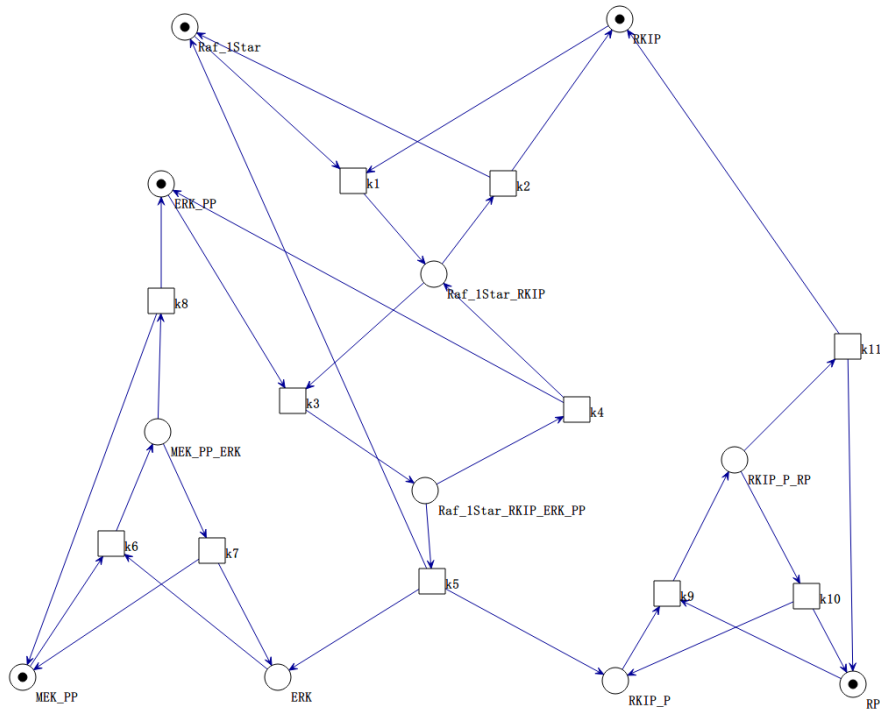 Raf_1Star
RKIP
k1
k2
ERK_PP
Raf_1Star_RKIP
k8
k11
k3
k4
MEK_PP_ERK
RKIP_P_RP
Raf_1Star_RKIP_ERK_PP
k6
k7
k5
k9
k10
MEK_PP
ERK
RKIP_P
RP